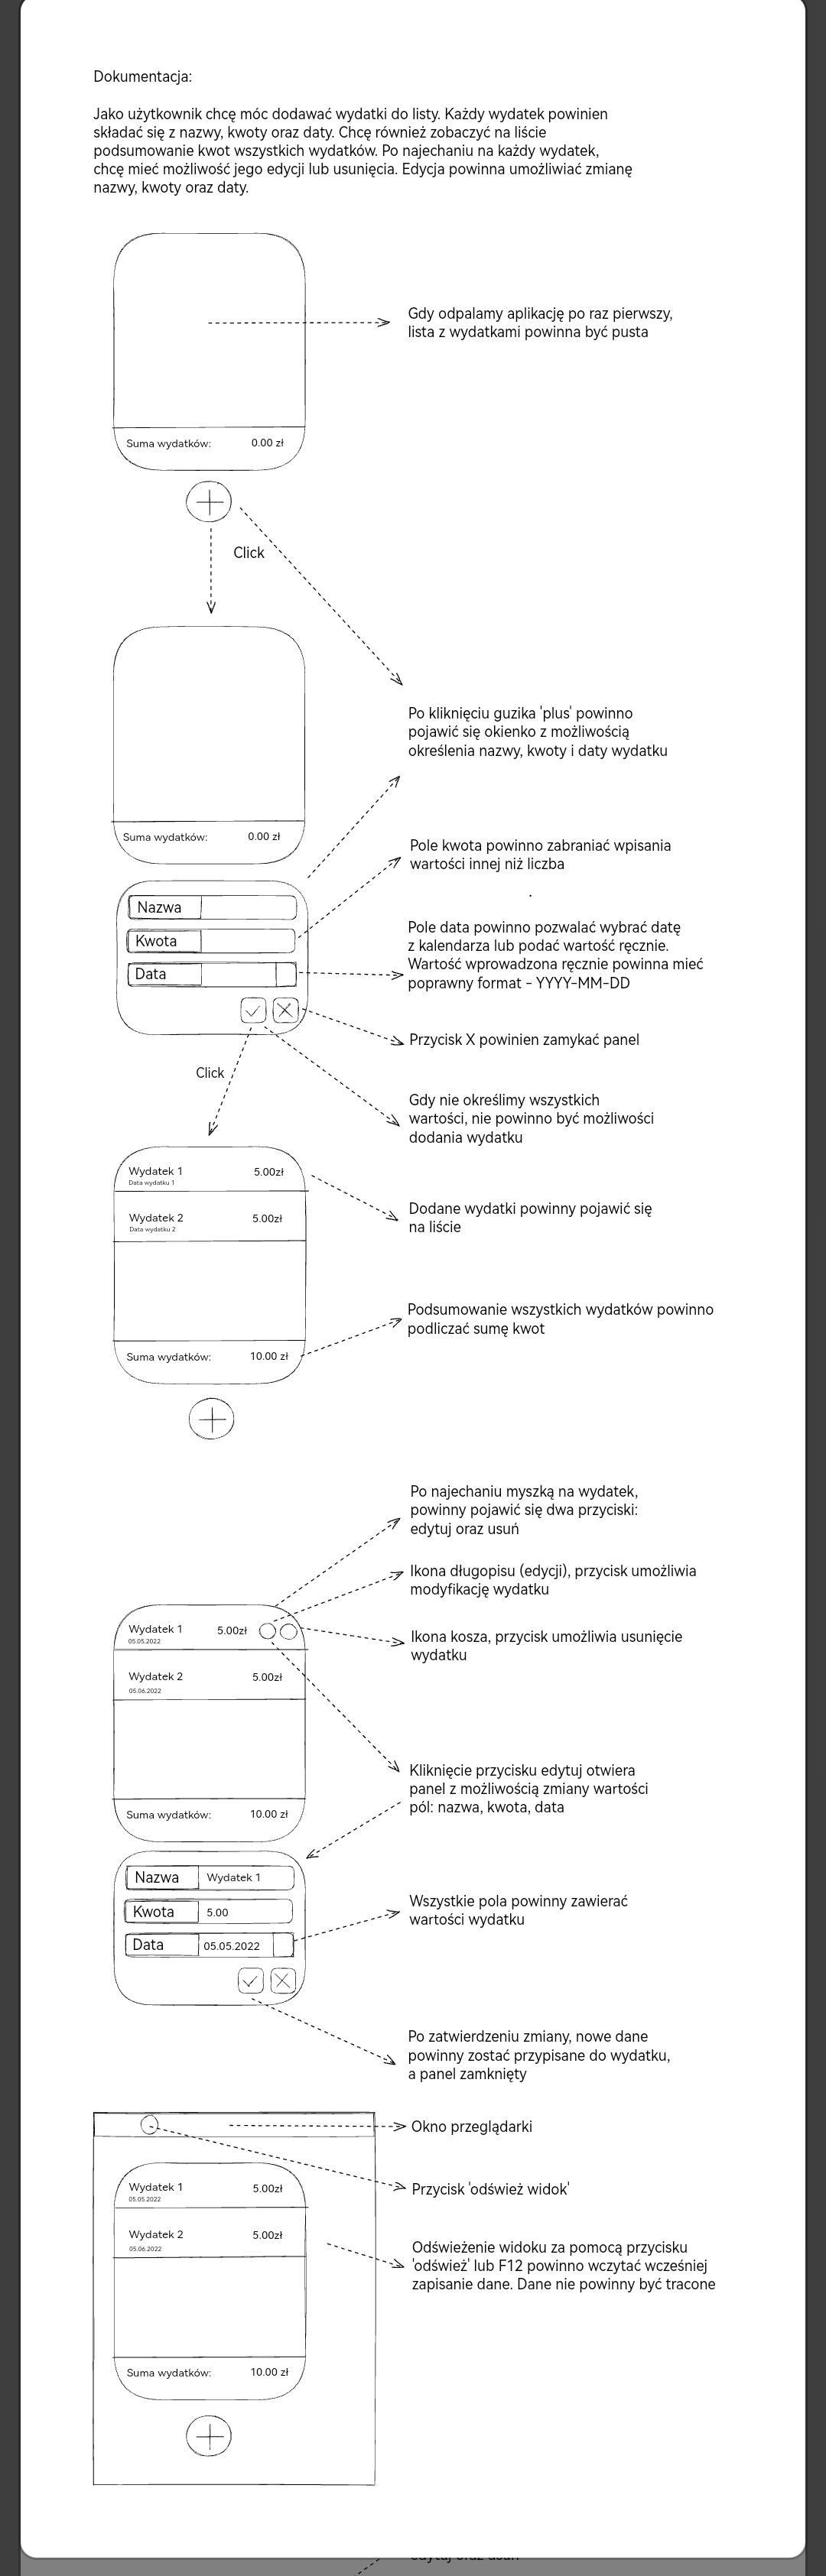 Dokumentacja:
Jako użytkownik chcę móc dodawać wydatki do listy. Każdy wydatek powinien
składać się z nazwy, kwoty oraz daty. Chcę również zobaczyć na liście
podsumowanie kwot wszystkich wydatków. Po najechaniu na każdy wydatek,
chcę mieć możliwość jego edycji lub usunięcia. Edycja powinna umożliwiać zmianę
nazwy, kwoty oraz daty.
Gdy odpalamy aplikację po raz pierwszy,
lista z wydatkami powinna być pusta
Suma wydatków: 0.00 zł
Click
Po kliknięciu guzika 'plus' powinno
pojawić się okienko z możliwością
określenia nazwy, kwoty i daty wydatku
Suma wydatków: 0.00 zł
Pole kwota powinno zabraniać wpisania
wartości innej niż liczba
Nazwa
Kwota
Data
Pole data powinno pozwalać wybrać datę
z kalendarza lub podać wartość ręcznie.
Wartość wprowadzona ręcznie powinna mieć
poprawny format - YYYY-MM-DD
Przycisk X powinien zamykać panel
Click
Gdy nie określimy wszystkich
wartości, nie powinno być możliwości
dodania wydatku
Wydatek 1 5.00zł
Data wydatku 1
Wydatek 2 5.00zł
Data wydatku 2
Dodane wydatki powinny pojawić się
na liście
Podsumowanie wszystkich wydatków powinno
podliczać sumę kwot
Suma wydatków: 10.00 zł
Po najechaniu myszką na wydatek,
powinny pojawić się dwa przyciski:
edytuj oraz usuń
Ikona długopisu (edycji), przycisk umożliwia
modyfikację wydatku
Wydatek 1 5.00zł
05.05.2022
Ikona kosza, przycisk umożliwia usunięcie
wydatku
Wydatek 2 5.00zł
05.06.2022
Kliknięcie przycisku edytuj otwiera
panel z możliwością zmiany wartości
pól: nazwa, kwota, data
Suma wydatków: 10.00 zł
Nazwa Wydatek 1
Kwota 5.00
Data 05.05.2022
Wszystkie pola powinny zawierać
wartości wydatku
Po zatwierdzeniu zmiany, nowe dane
powinny zostać przypisane do wydatku,
a panel zamknięty
Okno przeglądarki
Przycisk 'odśwież widok'
Wydatek 1 5.00zł
05.05.2022
Wydatek 2 5.00zł
05.06.2022
Odświeżenie widoku za pomocą przycisku
'odśwież' lub F12 powinno wczytać wcześniej
zapisanie dane. Dane nie powinny być tracone
Suma wydatków: 10.00 zł
edytuj oraz usuń